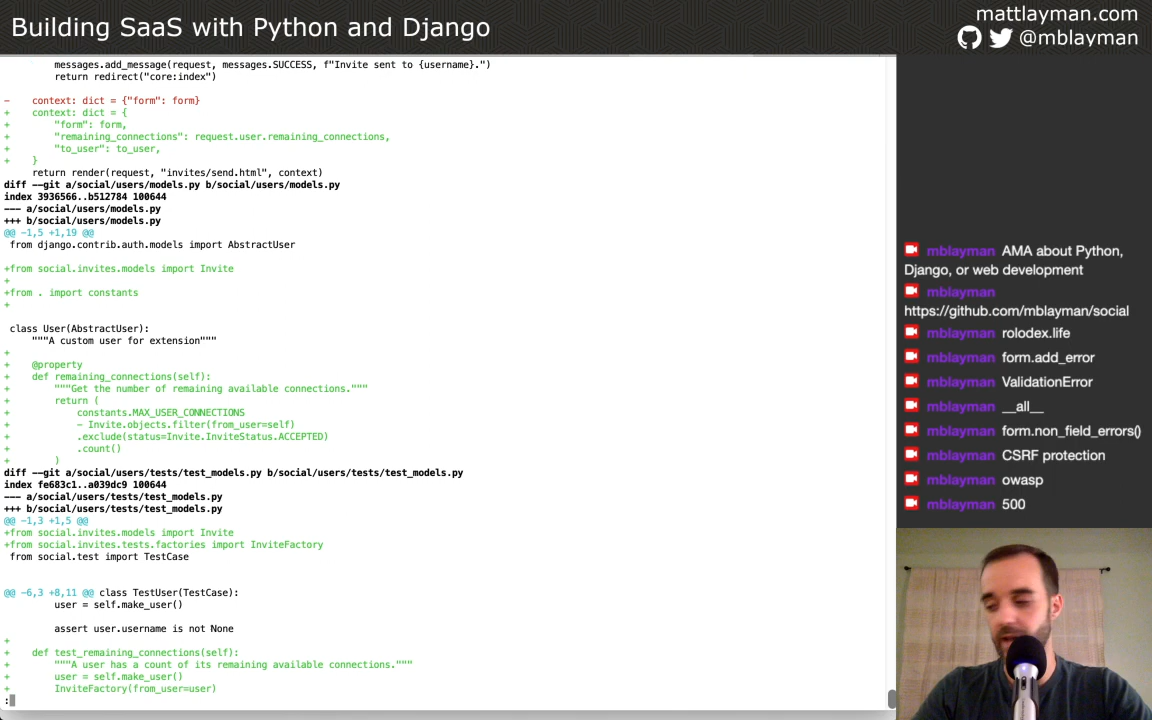 Building SaaS with Python and Django
mattlayman.com
@mblayman
messages.add_message(request, messages.SUCCESS, f"Invite sent to {username}.")
return redirect("core:index")
-    context: dict = {"form": form}
+    context: dict = {
+        "form": form,
+        "remaining_connections": request.user.remaining_connections,
+        "to_user": to_user,
+    }
return render(request, "invites/send.html", context)
diff --git a/social/users/models.py b/social/users/models.py
index 3936566..b512784 100644
--- a/social/users/models.py
+++ b/social/users/models.py
@@ -1,5 +1,19 @@
from django.contrib.auth.models import AbstractUser
+from social.invites.models import Invite
+
+from . import constants
+
class User(AbstractUser):
"""A custom user for extension"""
+
+    @property
+    def remaining_connections(self):
+        """Get the number of remaining available connections."""
+        return (
+            constants.MAX_USER_CONNECTIONS
+            - Invite.objects.filter(from_user=self)
+            .exclude(status=Invite.InviteStatus.ACCEPTED)
+            .count()
+        )
diff --git a/social/users/tests/test_models.py b/social/users/tests/test_models.py
index fe683c1..a039dc9 100644
--- a/social/users/tests/test_models.py
+++ b/social/users/tests/test_models.py
@@ -1,3 +1,5 @@
+from social.invites.models import Invite
+from social.invites.tests.factories import InviteFactory
from social.test import TestCase
@@ -6,3 +8,11 @@ class TestUser(TestCase):
user = self.make_user()
assert user.username is not None
+
+    def test_remaining_connections(self):
+        """A user has a count of its remaining available connections."""
+        user = self.make_user()
+        InviteFactory(from_user=user)
:
mblayman AMA about Python,
Django, or web development
mblayman
https://github.com/mblayman/social
mblayman rolodex.life
mblayman form.add_error
mblayman ValidationError
mblayman __all__
mblayman form.non_field_errors()
mblayman CSRF protection
mblayman owasp
mblayman 500